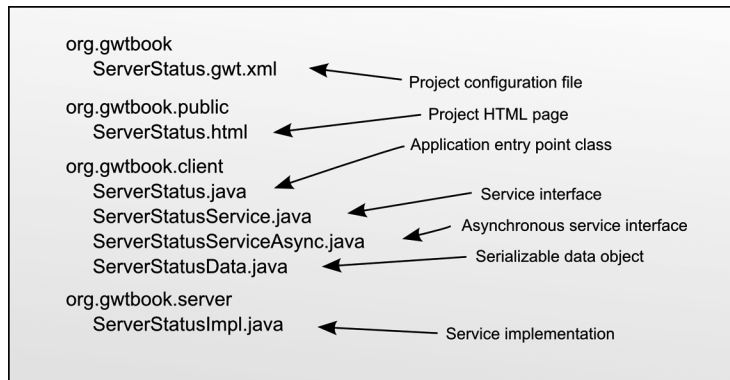 org.gwtbook
ServerStatus.gwt.xml
Project configuration file
org.gwtbook.public
Project HTML page
ServerStatus.html
Application entry point class
org.gwtbook.client
ServerStatus.java
Service interface
ServerStatusService.java
Asynchronous service interface
ServerStatusServiceAsync.java
Serializable data object
ServerStatusData.java
org.gwtbook.server
ServerStatusImpl.java
Service implementation